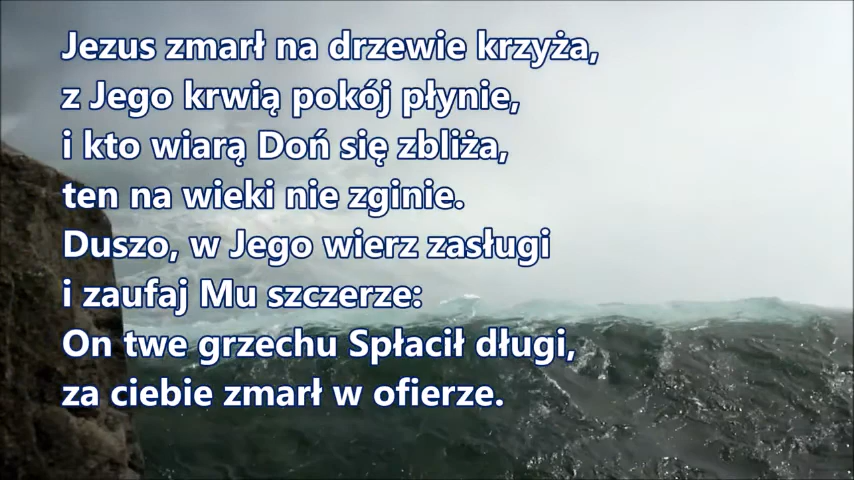 Jezus zmarł na drzewie krzyża,
z Jego krwią pokój płynie,
i kto wiarą Doń się zbliża,
ten na wieki nie zginie.
Duszo, w Jego wierz zasługi
i zaufaj Mu szczerze:
On twe grzechu Spłacił długi,
za ciebie zmarł w ofierze.